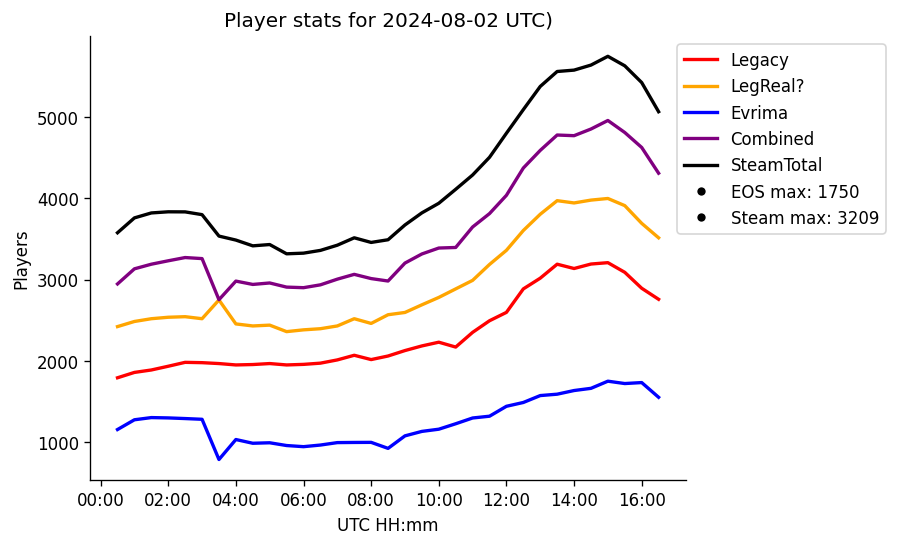 Player stats for 2024-08-02 UTC)
Legacy
LegReal?
Evrima
Combined
SteamTotal
EOS max: 1750
Steam max: 3209
Players
5000
4000
3000
2000
1000
00:00 02:00 04:00 06:00 08:00 10:00 12:00 14:00 16:00
UTC HH:mm